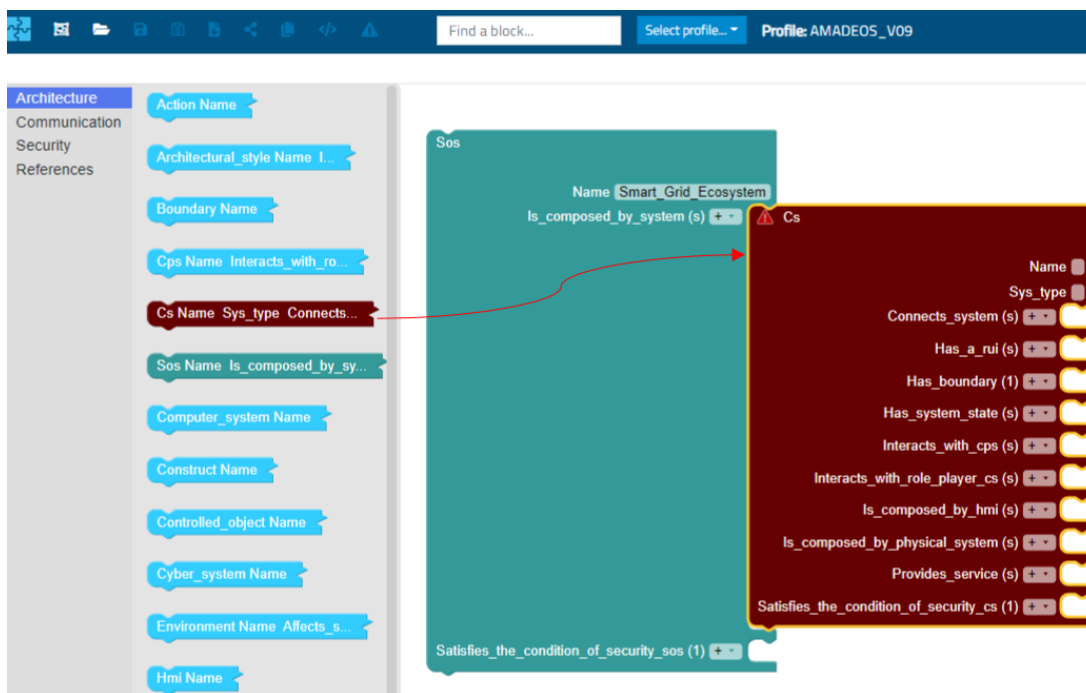 Find a block...
Select profile...
Profile: AMADEOS_V09
Architecture
Communication
Security
References
Action Name
Architectural_style Name I...
Boundary Name
Cps Name Interacts_with_ro...
Cs Name Sys_type Connects...
Sos Name Is_composed_by_sy...
Computer_system Name
Construct Name
Controlled_object Name
Cyber_system Name
Environment Name Affects_s...
Hmi Name
Sos
Name Smart_Grid_Ecosystem
Is_composed_by_system (s) +
Cs
Name
Sys_type
Connects_system (s) +
Has_a_rui (s) +
Has_boundary (1) +
Has_system_state (s) +
Interacts_with_cps (s) +
Interacts_with_role_player_cs (s) +
Is_composed_by_hmi (s) +
Is_composed_by_physical_system (s) +
Provides_service (s) +
Satisfies_the_condition_of_security_cs (1) +
Satisfies_the_condition_of_security_sos (1) +